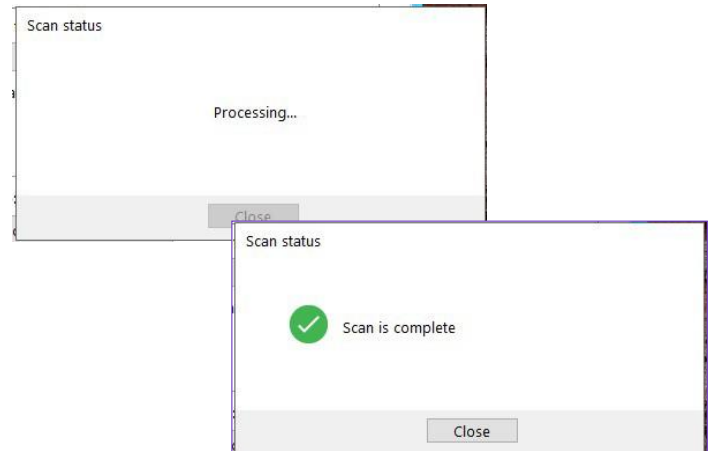 Scan status
Processing...
Close
Scan status
Scan is complete
Close